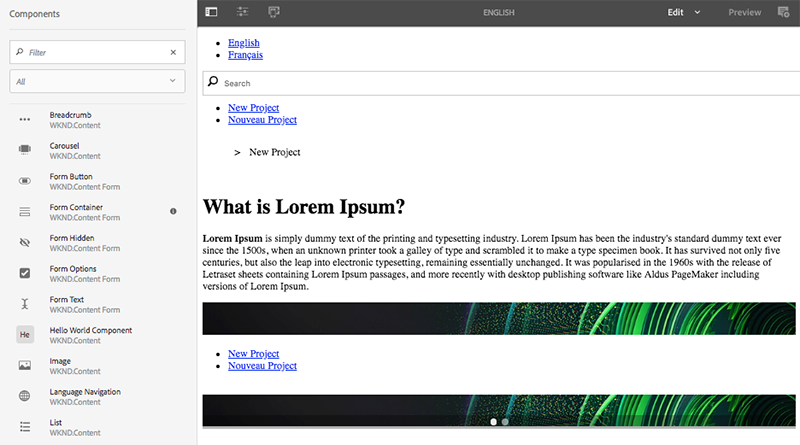 Components
Filter
All
Breadcrumb
WKND.Content
Carousel
WKND.Content
Form Button
WKND.Content Form
Form Container
WKND.Content Form
Form Hidden
WKND.Content Form
Form Options
WKND.Content Form
Form Text
WKND.Content Form
He
Hello World Component
WKND.Content
Image
WKND.Content
Language Navigation
WKND.Content
List
WKND.Content
ENGLISH
Edit
Preview
English
Français
Search
New Project
Nouveau Project
> New Project
What is Lorem Ipsum?
Lorem Ipsum is simply dummy text of the printing and typesetting industry. Lorem Ipsum has been the industry's standard dummy text ever
since the 1500s, when an unknown printer took a galley of type and scrambled it to make a type specimen book. It has survived not only five
centuries, but also the leap into electronic typesetting, remaining essentially unchanged. It was popularised in the 1960s with the release of
Letraset sheets containing Lorem Ipsum passages, and more recently with desktop publishing software like Aldus PageMaker including
versions of Lorem Ipsum.
New Project
Nouveau Project